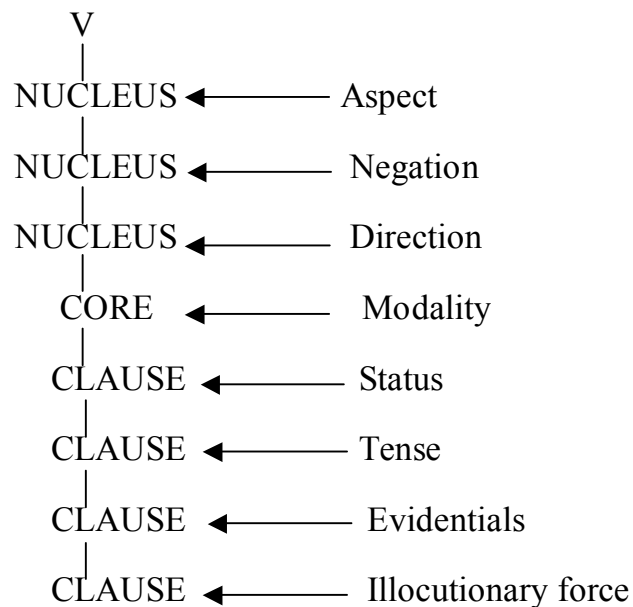 V
NUCLEUS Aspect
NUCLEUS Negation
NUCLEUS Direction
CORE Modality
CLAUSE Status
CLAUSE Tense
CLAUSE Evidentials
CLAUSE Illocutionary force